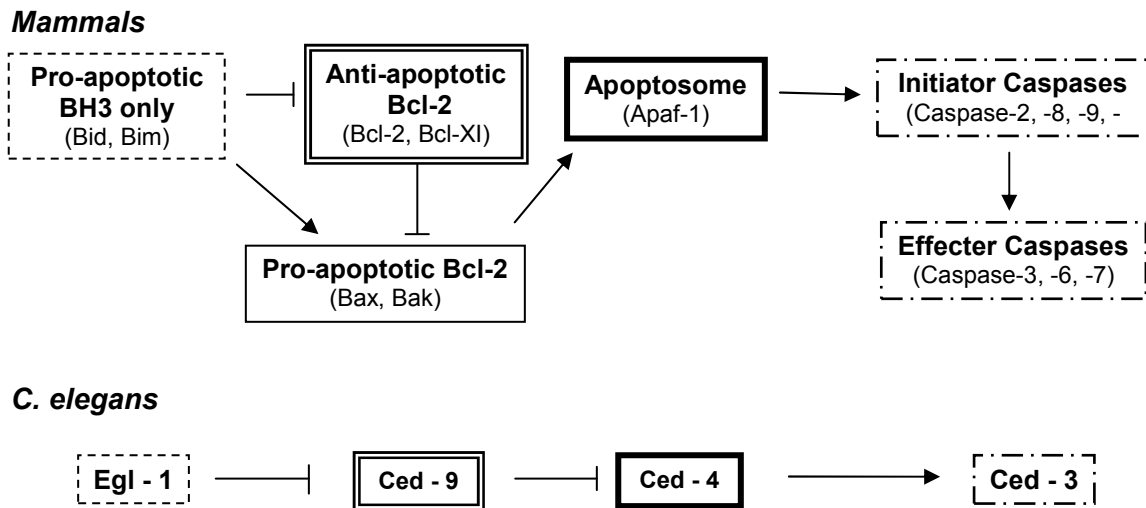 Mammals
Pro-apoptotic
BH3 only
(Bid, Bim)
Anti-apoptotic
Bcl-2
(Bcl-2, Bcl-Xl)
Apoptosome
(Apaf-1)
Initiator Caspases
(Caspase-2, -8, -9, -
Pro-apoptotic Bcl-2
(Bax, Bak)
Effecter Caspases
(Caspase-3, -6, -7)
C. elegans
Egl - 1
Ced - 9
Ced - 4
Ced - 3